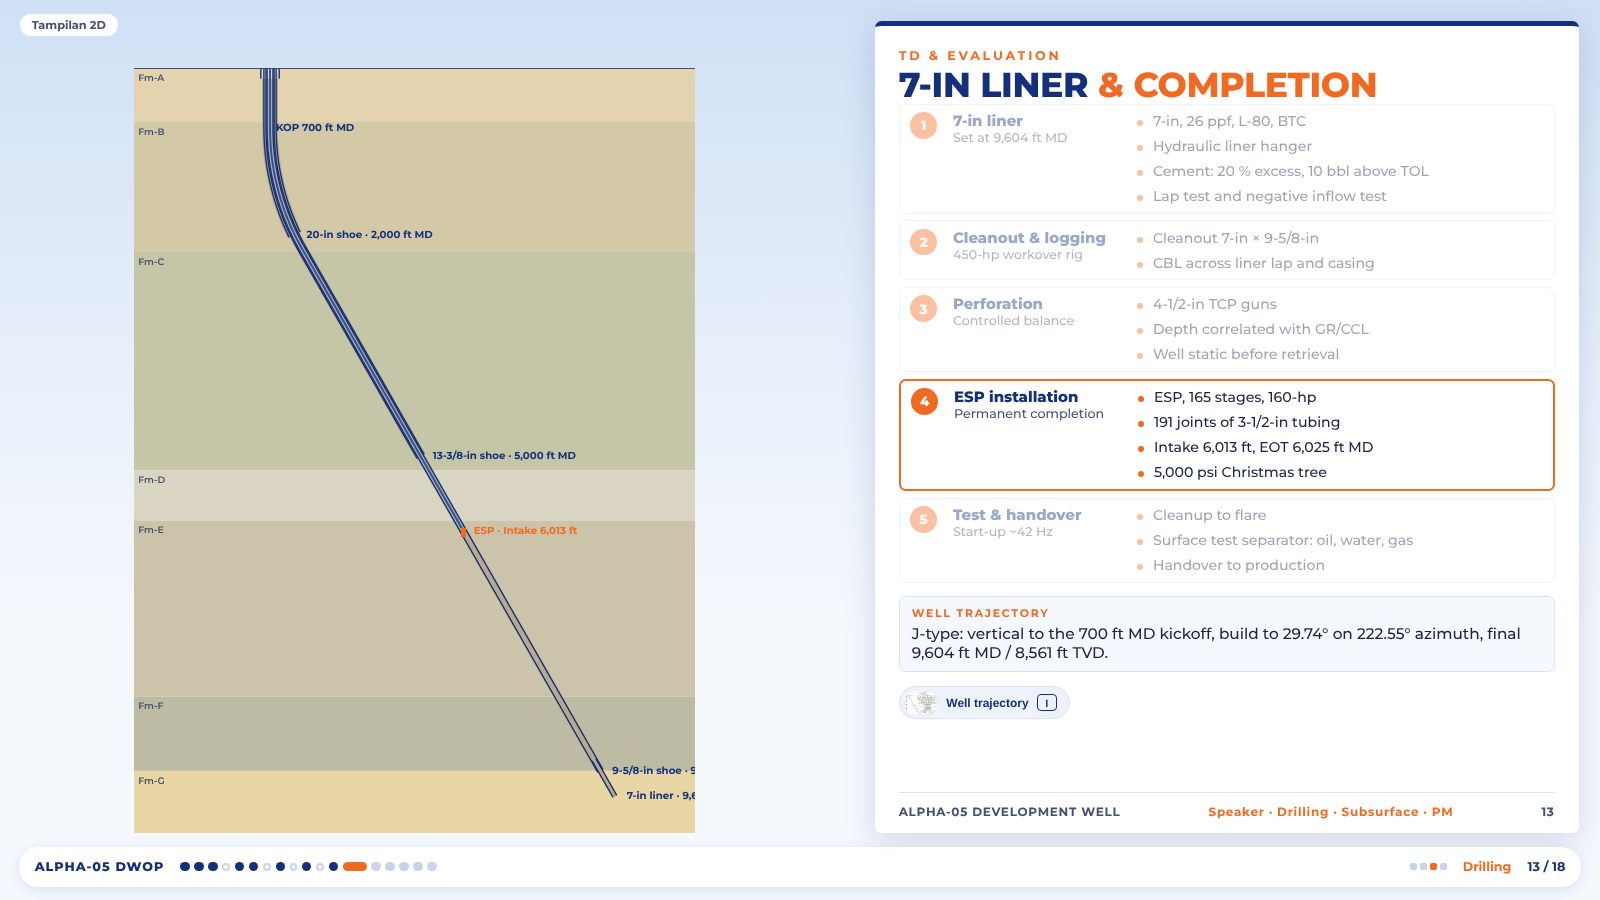 Tampilan 2D
Fm-A
KOP 700 ft MD
Fm-B
20-in shoe · 2,000 ft MD
Fm-C
13-3/8-in shoe · 5,000 ft MD
Fm-D
Fm-E
ESP · Intake 6,013 ft
Fm-F
9-5/8-in shoe · 9
Fm-G
7-in liner · 9,6
TD & EVALUATION
7-IN LINER & COMPLETION
1
7-in liner
Set at 9,604 ft MD
7-in, 26 ppf, L-80, BTC
Hydraulic liner hanger
Cement: 20 % excess, 10 bbl above TOL
Lap test and negative inflow test
2
Cleanout & logging
450-hp workover rig
Cleanout 7-in × 9-5/8-in
CBL across liner lap and casing
3
Perforation
Controlled balance
4-1/2-in TCP guns
Depth correlated with GR/CCL
Well static before retrieval
4
ESP installation
Permanent completion
ESP, 165 stages, 160-hp
191 joints of 3-1/2-in tubing
Intake 6,013 ft, EOT 6,025 ft MD
5,000 psi Christmas tree
5
Test & handover
Start-up ~42 Hz
Cleanup to flare
Surface test separator: oil, water, gas
Handover to production
WELL TRAJECTORY
J-type: vertical to the 700 ft MD kickoff, build to 29.74° on 222.55° azimuth, final
9,604 ft MD / 8,561 ft TVD.
Well trajectory I
ALPHA-05 DEVELOPMENT WELL
Speaker · Drilling · Subsurface · PM
13
ALPHA-05 DWOP
Drilling
13 / 18